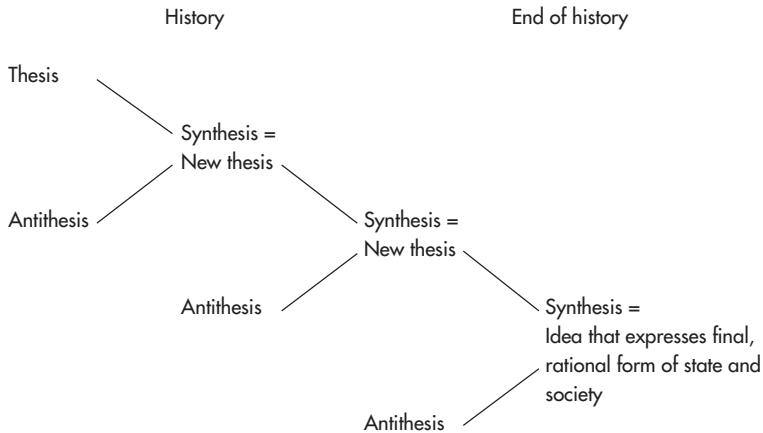 History
End of history
Thesis
Synthesis =
New thesis
Antithesis
Synthesis =
New thesis
Antithesis
Synthesis =
Idea that expresses final,
rational form of state and
society
Antithesis